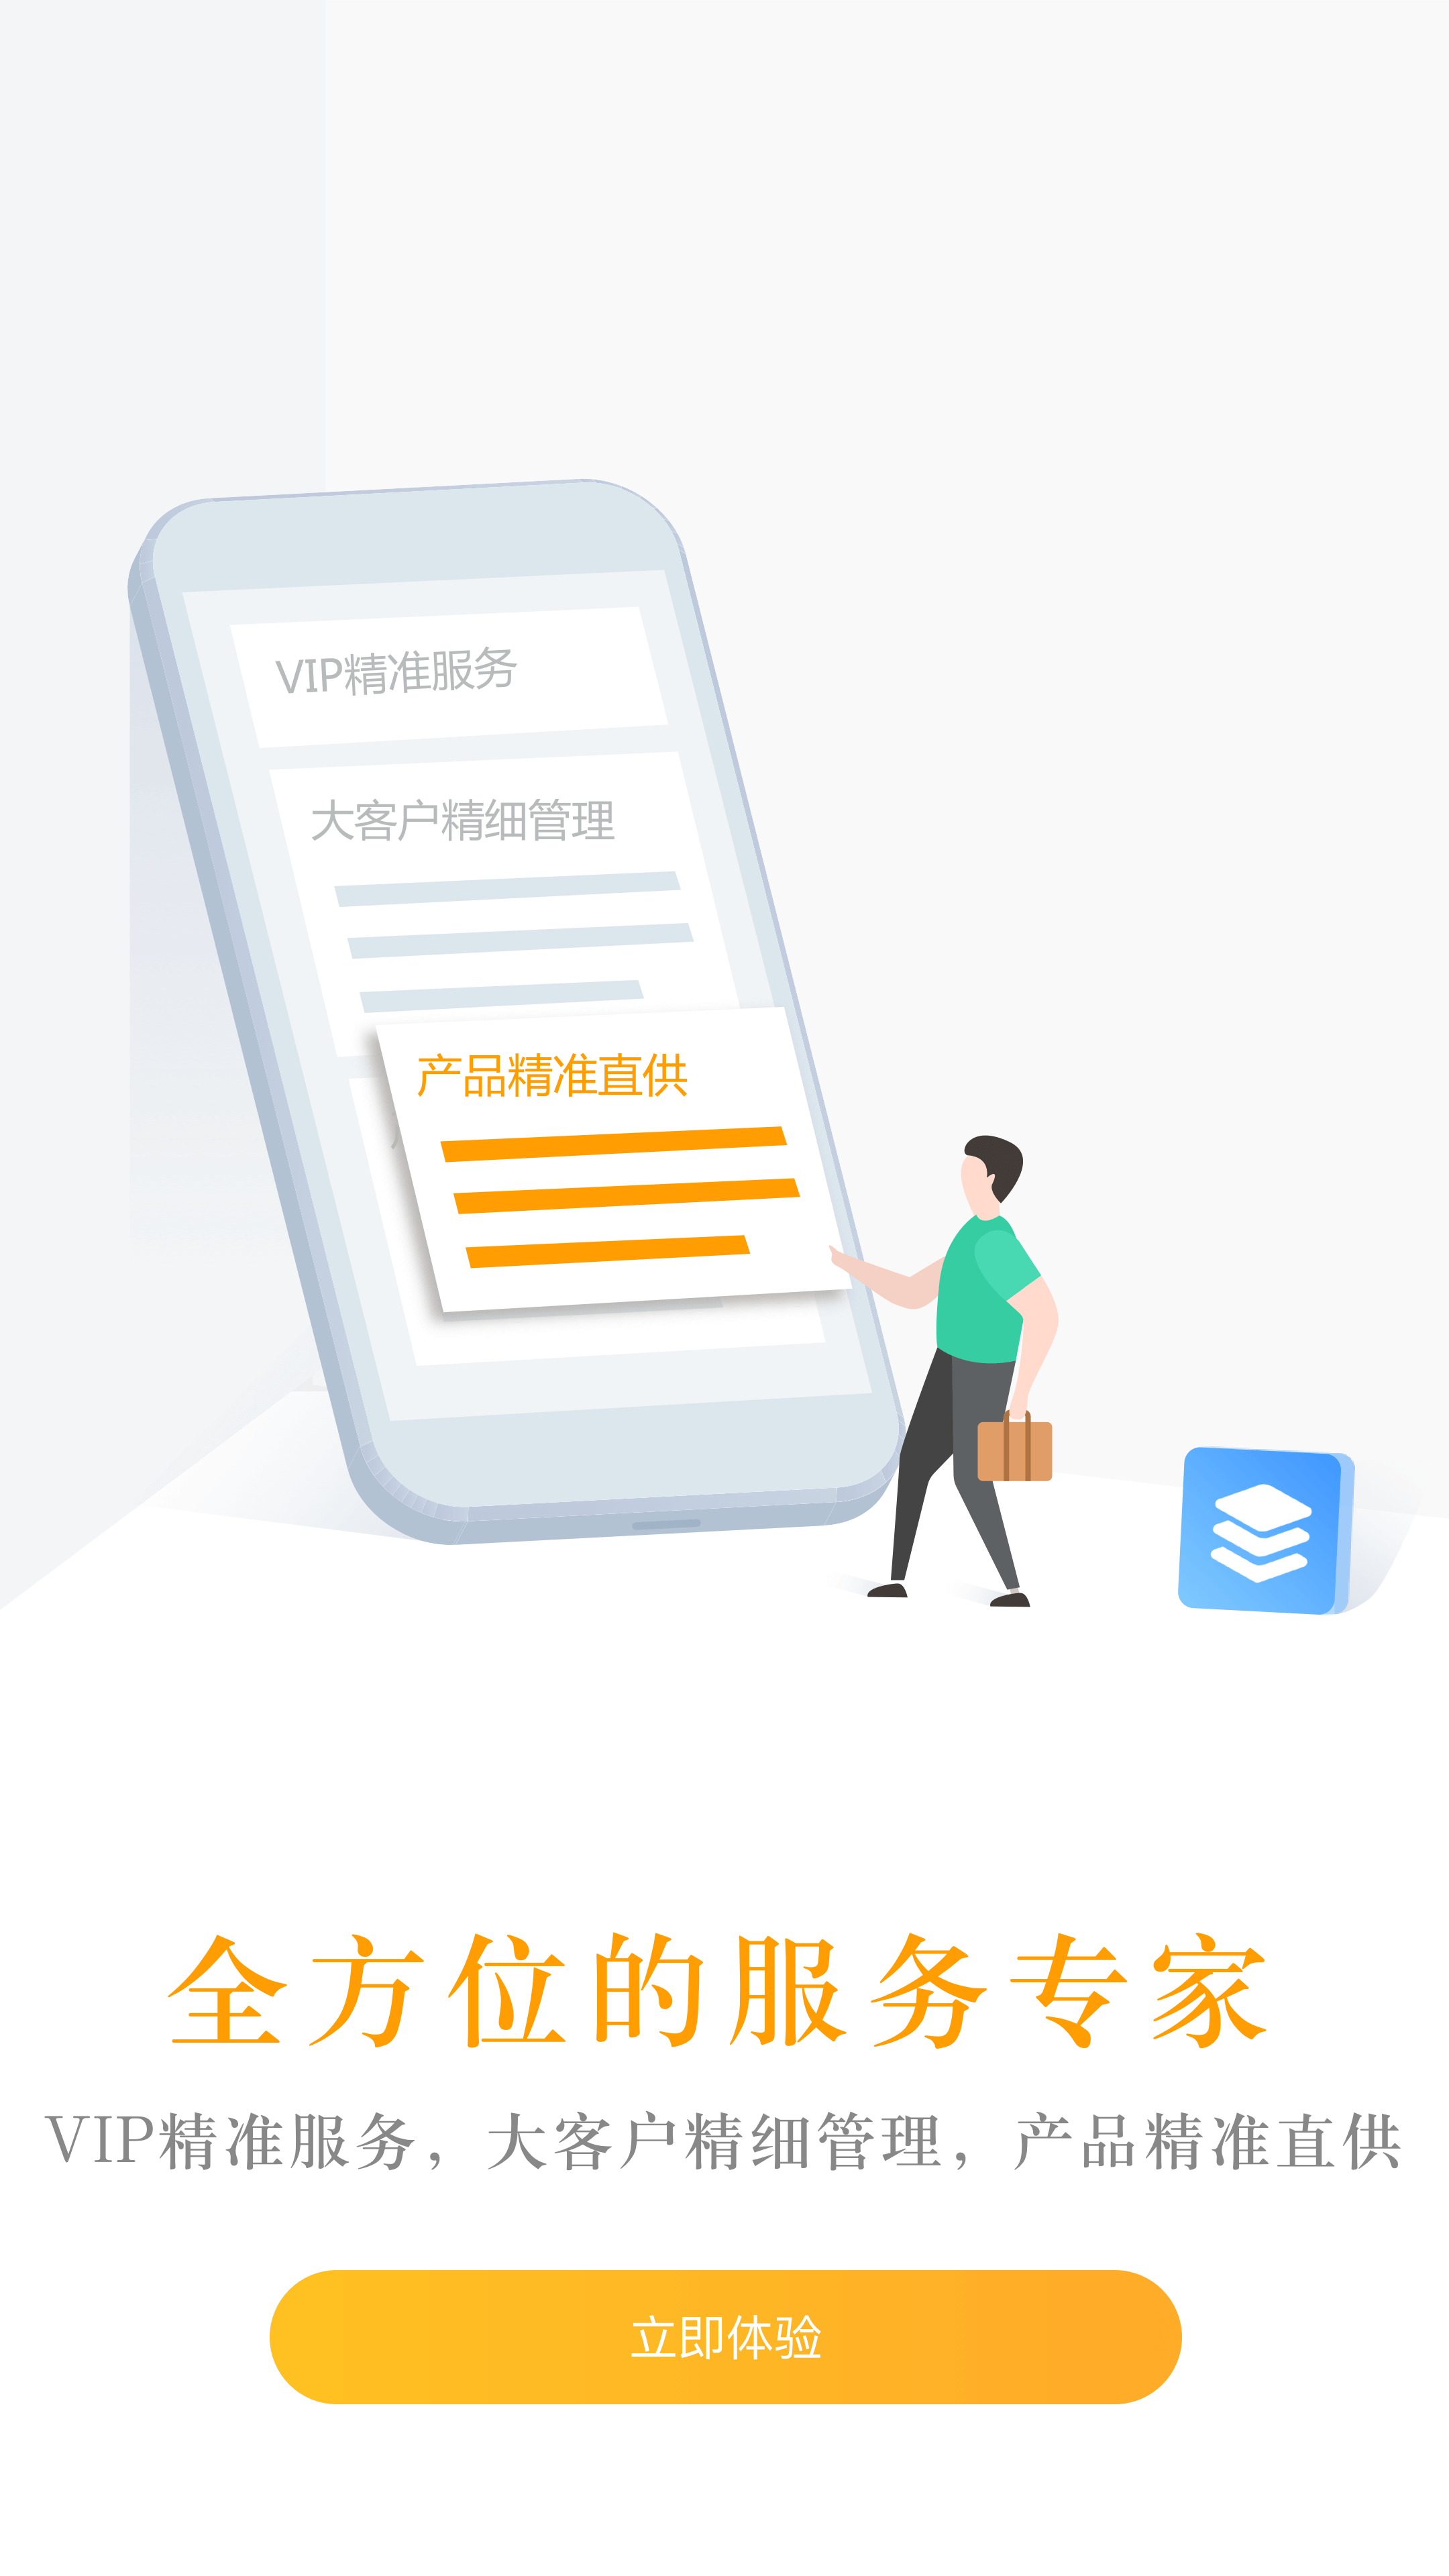 VIP精准服务
大客户精细管理
产品精准直供
全方位的服务专家
VIP精准服务，大客户精细管理，产品精准直供
立即体验